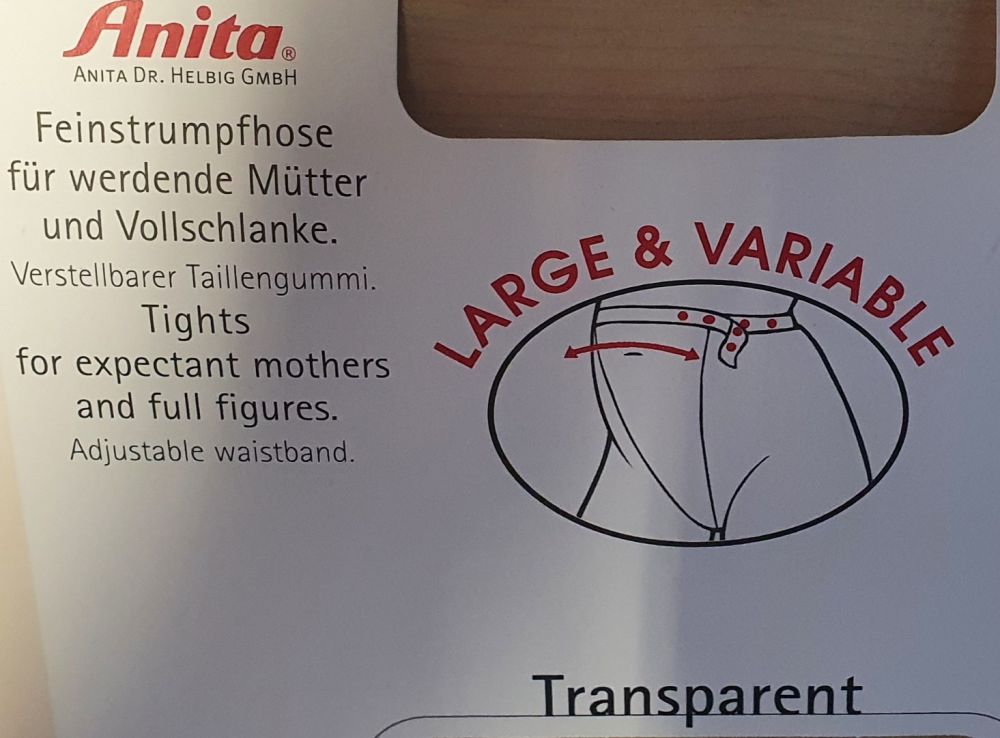 Anita®
ANITA DR. HELBIG GMBH
Feinstrumpfhose
für werdende Mütter
und Vollschlanke.
Verstellbarer Taillengummi.
Tights
for expectant mothers
and full figures.
Adjustable waistband.
LARGE & VARIABLE
Transparent